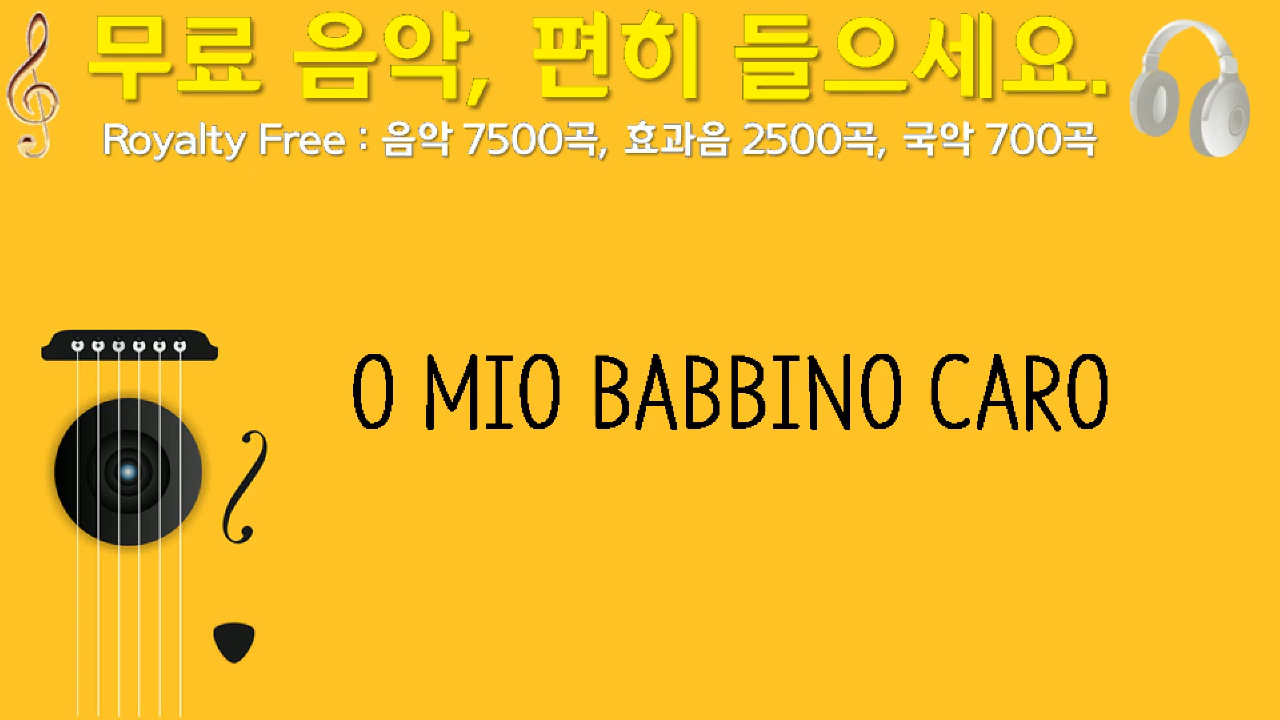 무료 음악, 편히 들으세요.
Royalty Free : 음악 7500곡, 효과음 2500곡, 국악 700곡
O MIO BABBINO CARO